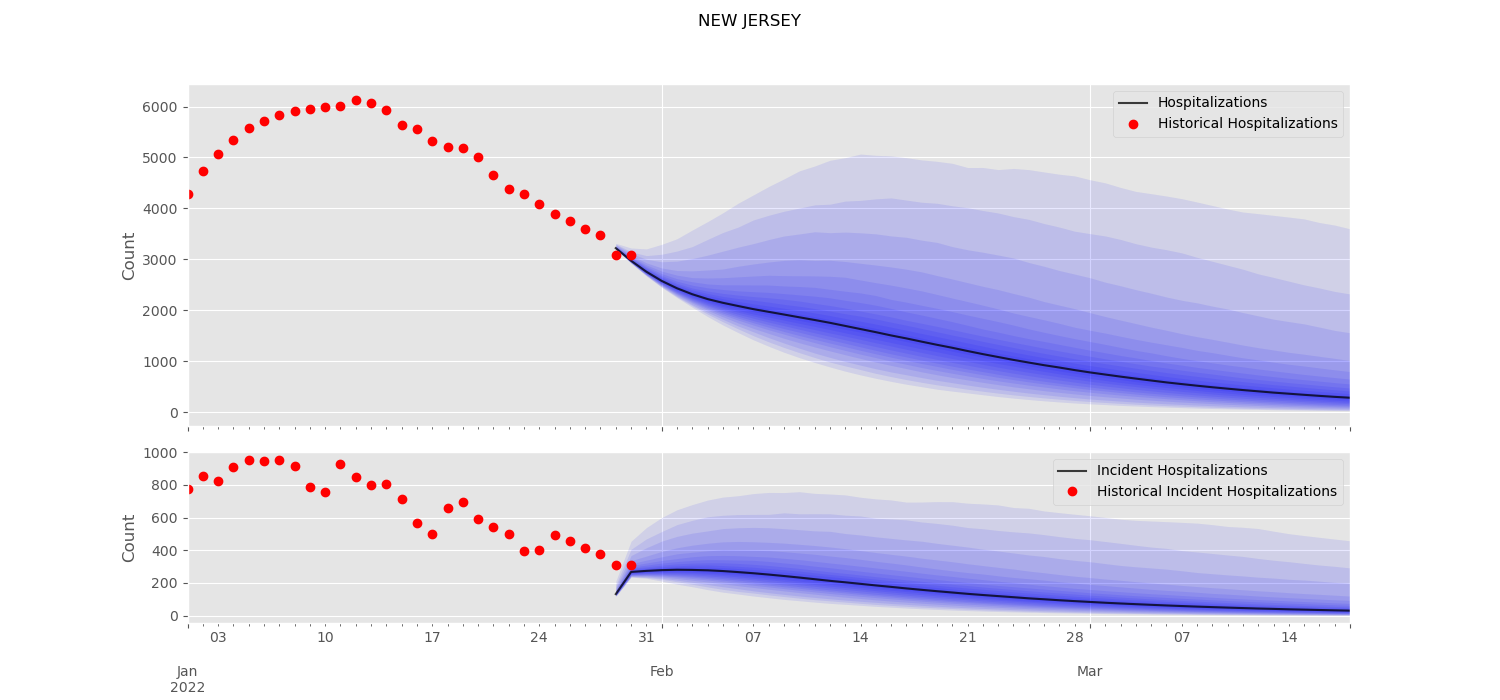 NEW JERSEY
Hospitalizations
Historical Hospitalizations
Count
6000
5000
4000
3000
2000
1000
0
Incident Hospitalizations
Historical Incident Hospitalizations
Count
1000
800
600
400
200
0
03 10 17 24 31 07 14 21 28 07 14
Jan Feb Mar
2022